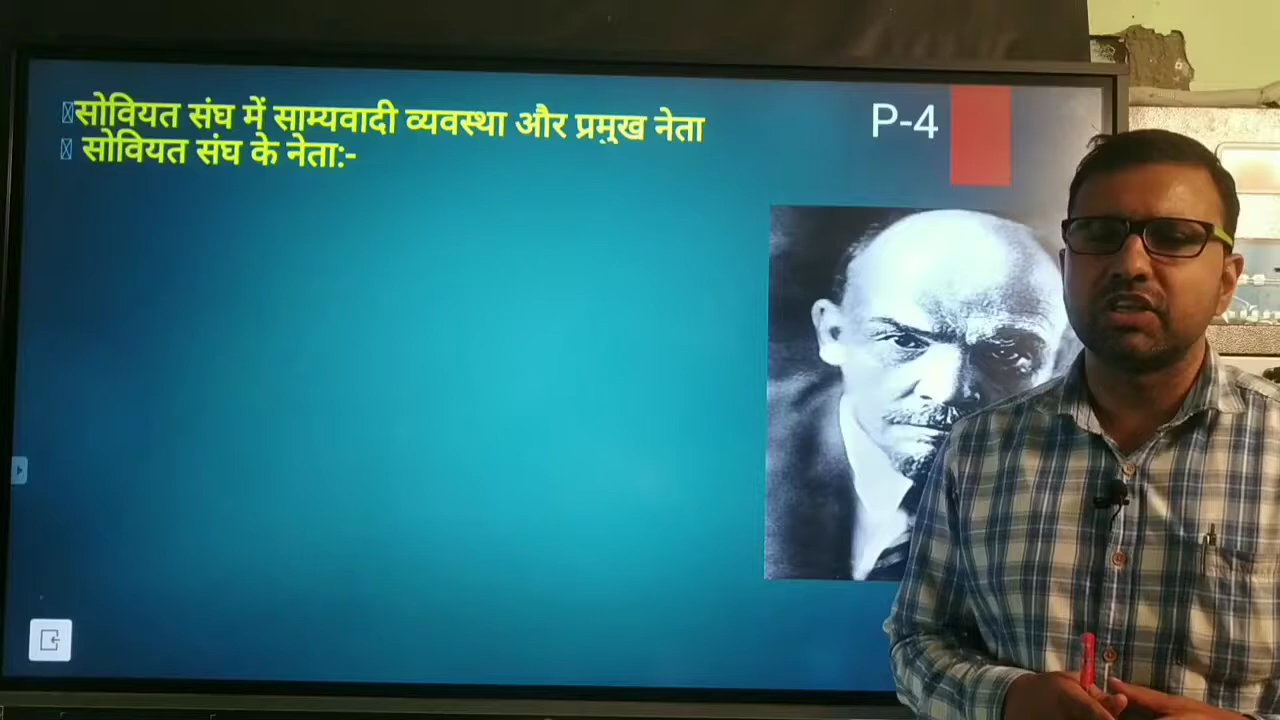 सोवियत संघ में साम्यवादी व्यवस्था और प्रमुख नेता
सोवियत संघ के नेता:-
P-4